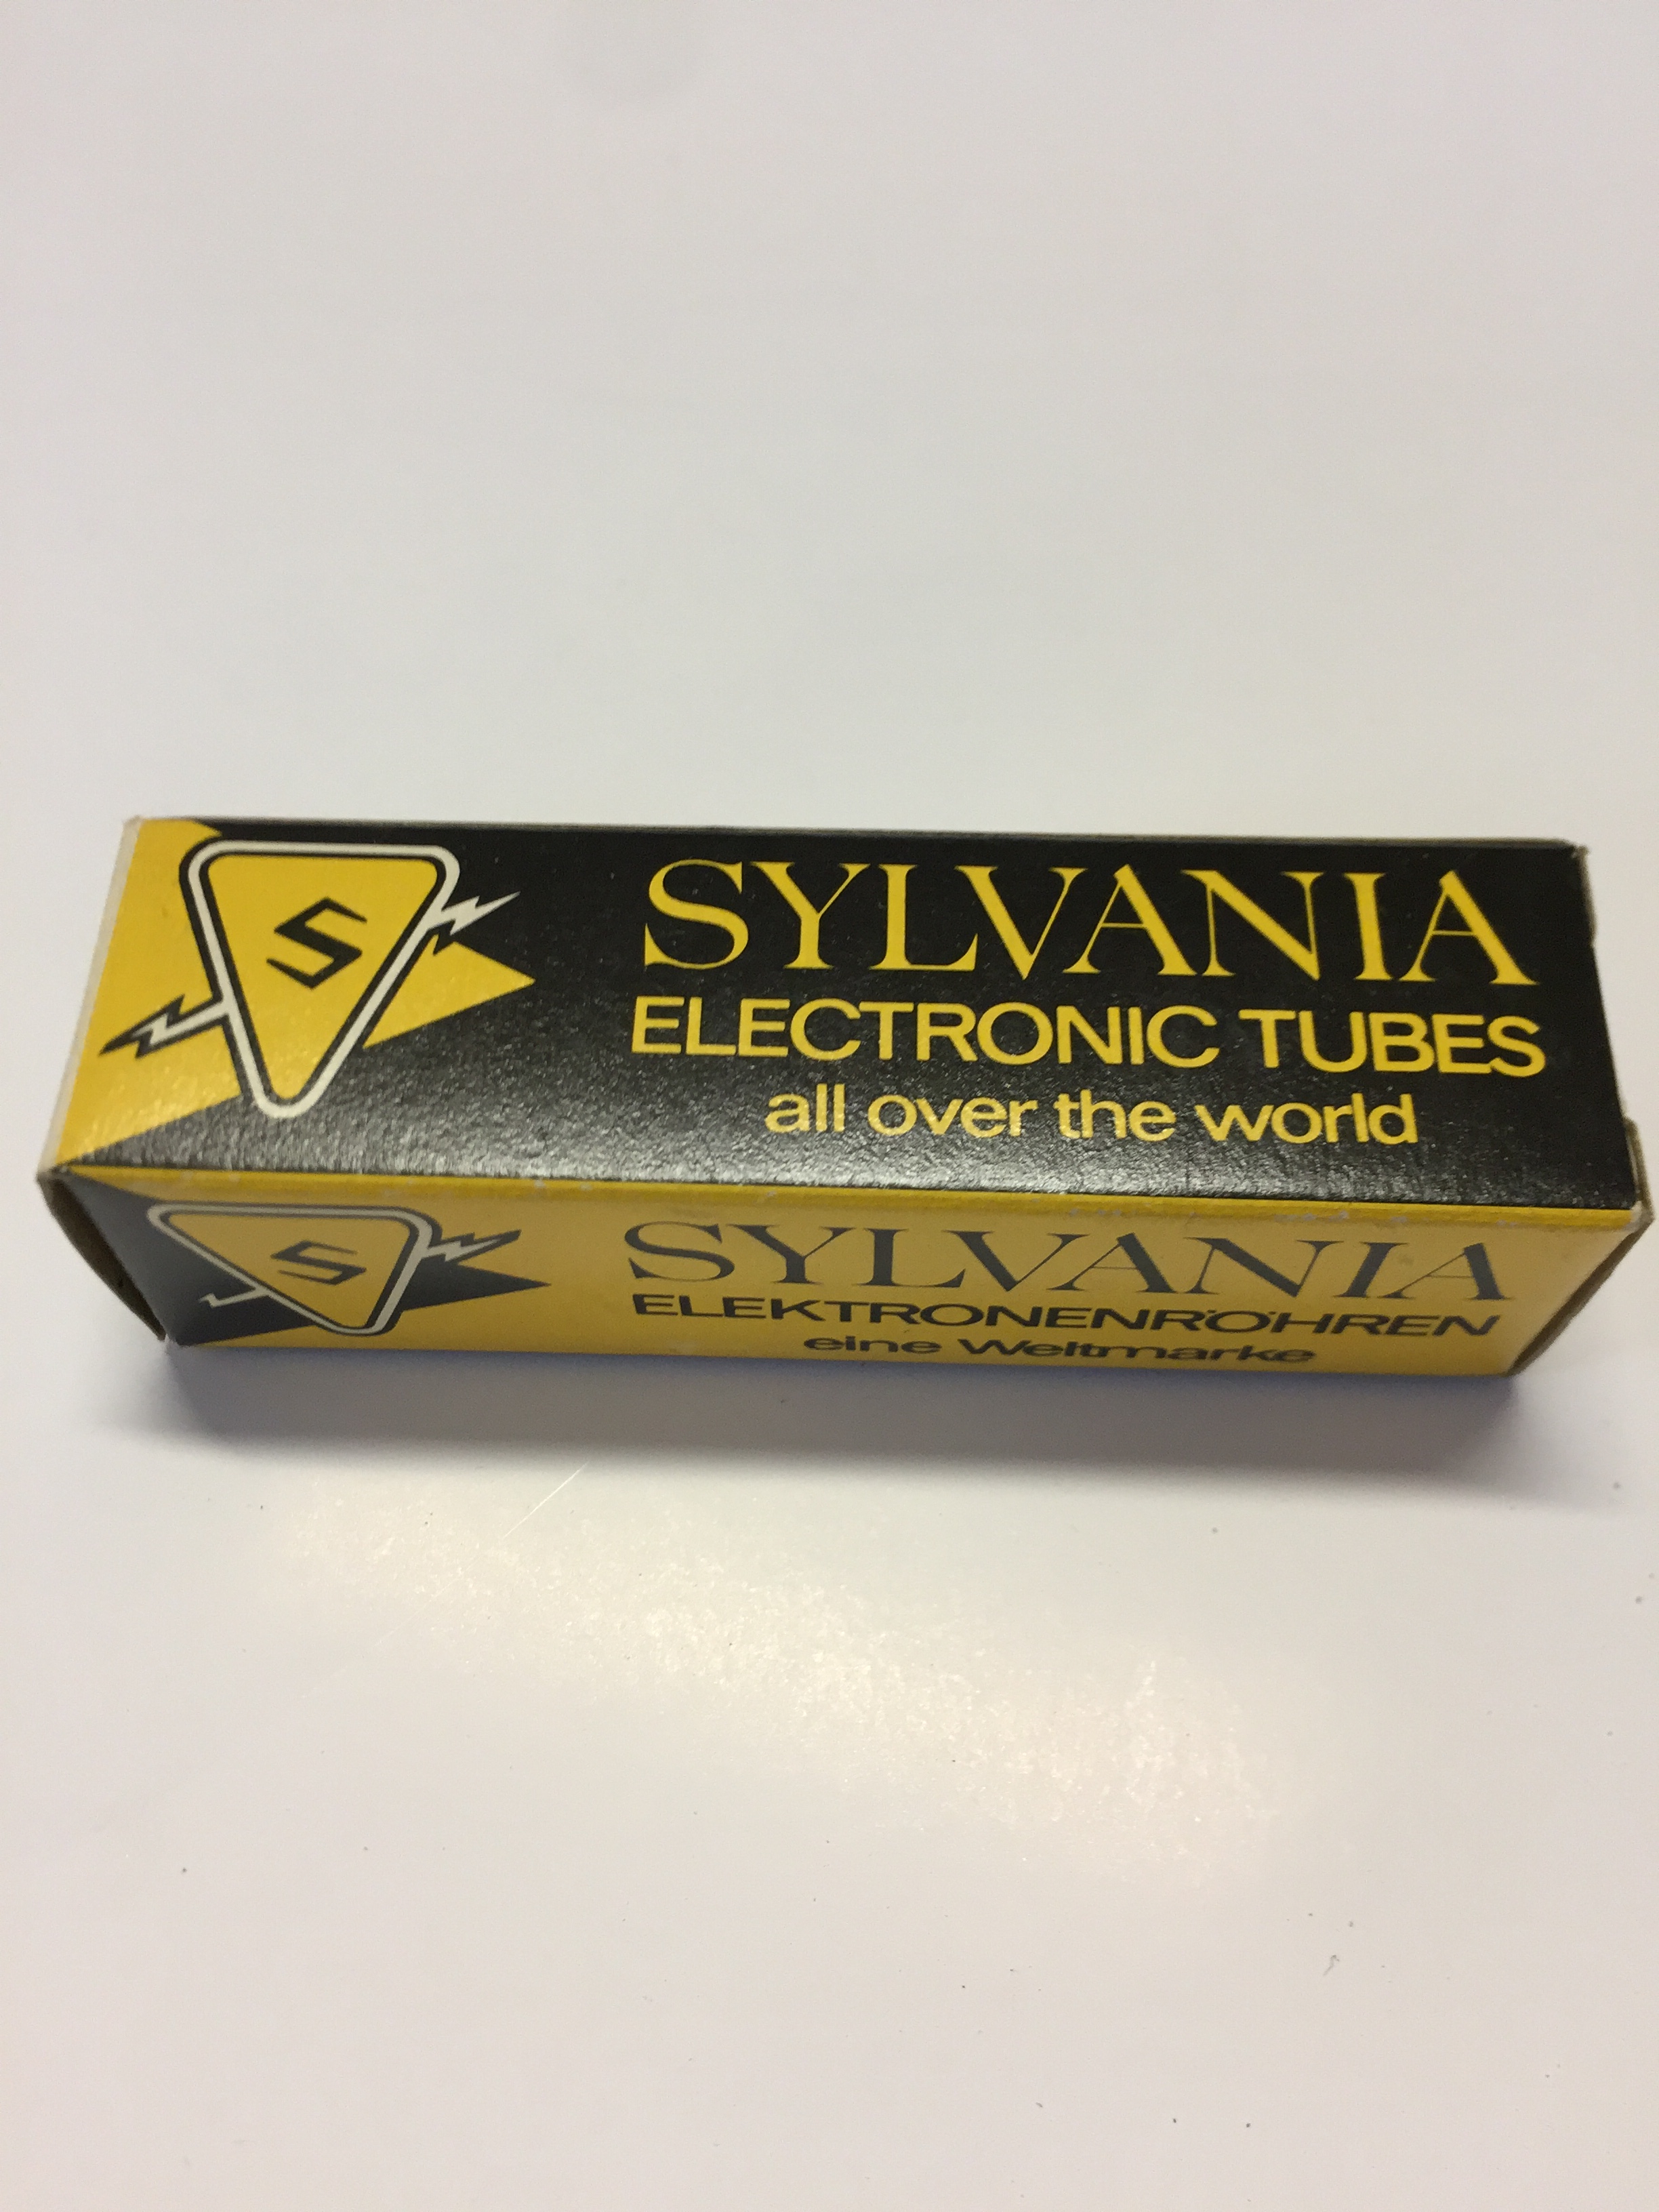 S
SYLVANIA
ELECTRONIC TUBES
all over the world
S
SYLVANIA
ELEKTRONENRÖHREN
eine Weltmarke